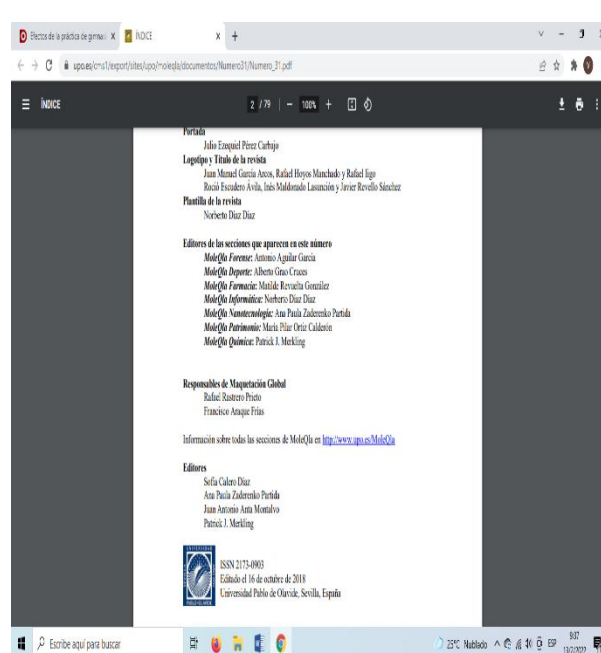 Efectos de la práctica de gimnas
ÍNDICE
upo.es/cms1/export/sites/upo/moleqla/documentos/Numero31/Numero_31.pdf
ÍNDICE
2 / 79
100%
Portada
Julio Ezequiel Pérez Carbajo
Logotipo y Título de la revista
Juan Manuel García Arcos, Rafael Hoyos Manchado y Rafael Iigo
Roció Escudero Ávila, Inés Maldonado Lasunción y Javier Revello Sánchez
Plantilla de la revista
Norberto Díaz Díaz
Editores de las secciones que aparecen en este número
MoleQla Forense: Antonio Aguilar García
MoleQla Deporte: Alberto Grao Cruces
MoleQla Farmacia: Matilde Revuelta González
MoleQla Informática: Norberto Díaz Díaz
MoleQla Nanotecnología: Ana Paula Zaderenko Partida
MoleQla Patrimonio: María Pilar Ortiz Calderón
MoleQla Química: Patrick J. Merkling
Responsables de Maquetación Global
Rafael Rastrero Prieto
Francisco Araque Frías
Información sobre todas las secciones de MoleQla en http://www.upo.es/MoleQla
Editores
Sofía Calero Díaz
Ana Paula Zaderenko Partida
Juan Antonio Anta Montalvo
Patrick J. Merkling
ISSN 2173-0903
Editado el 16 de octubre de 2018
Universidad Pablo de Olavide, Sevilla, España
Escribe aquí para buscar
25°C Nublado
ESP
9:37